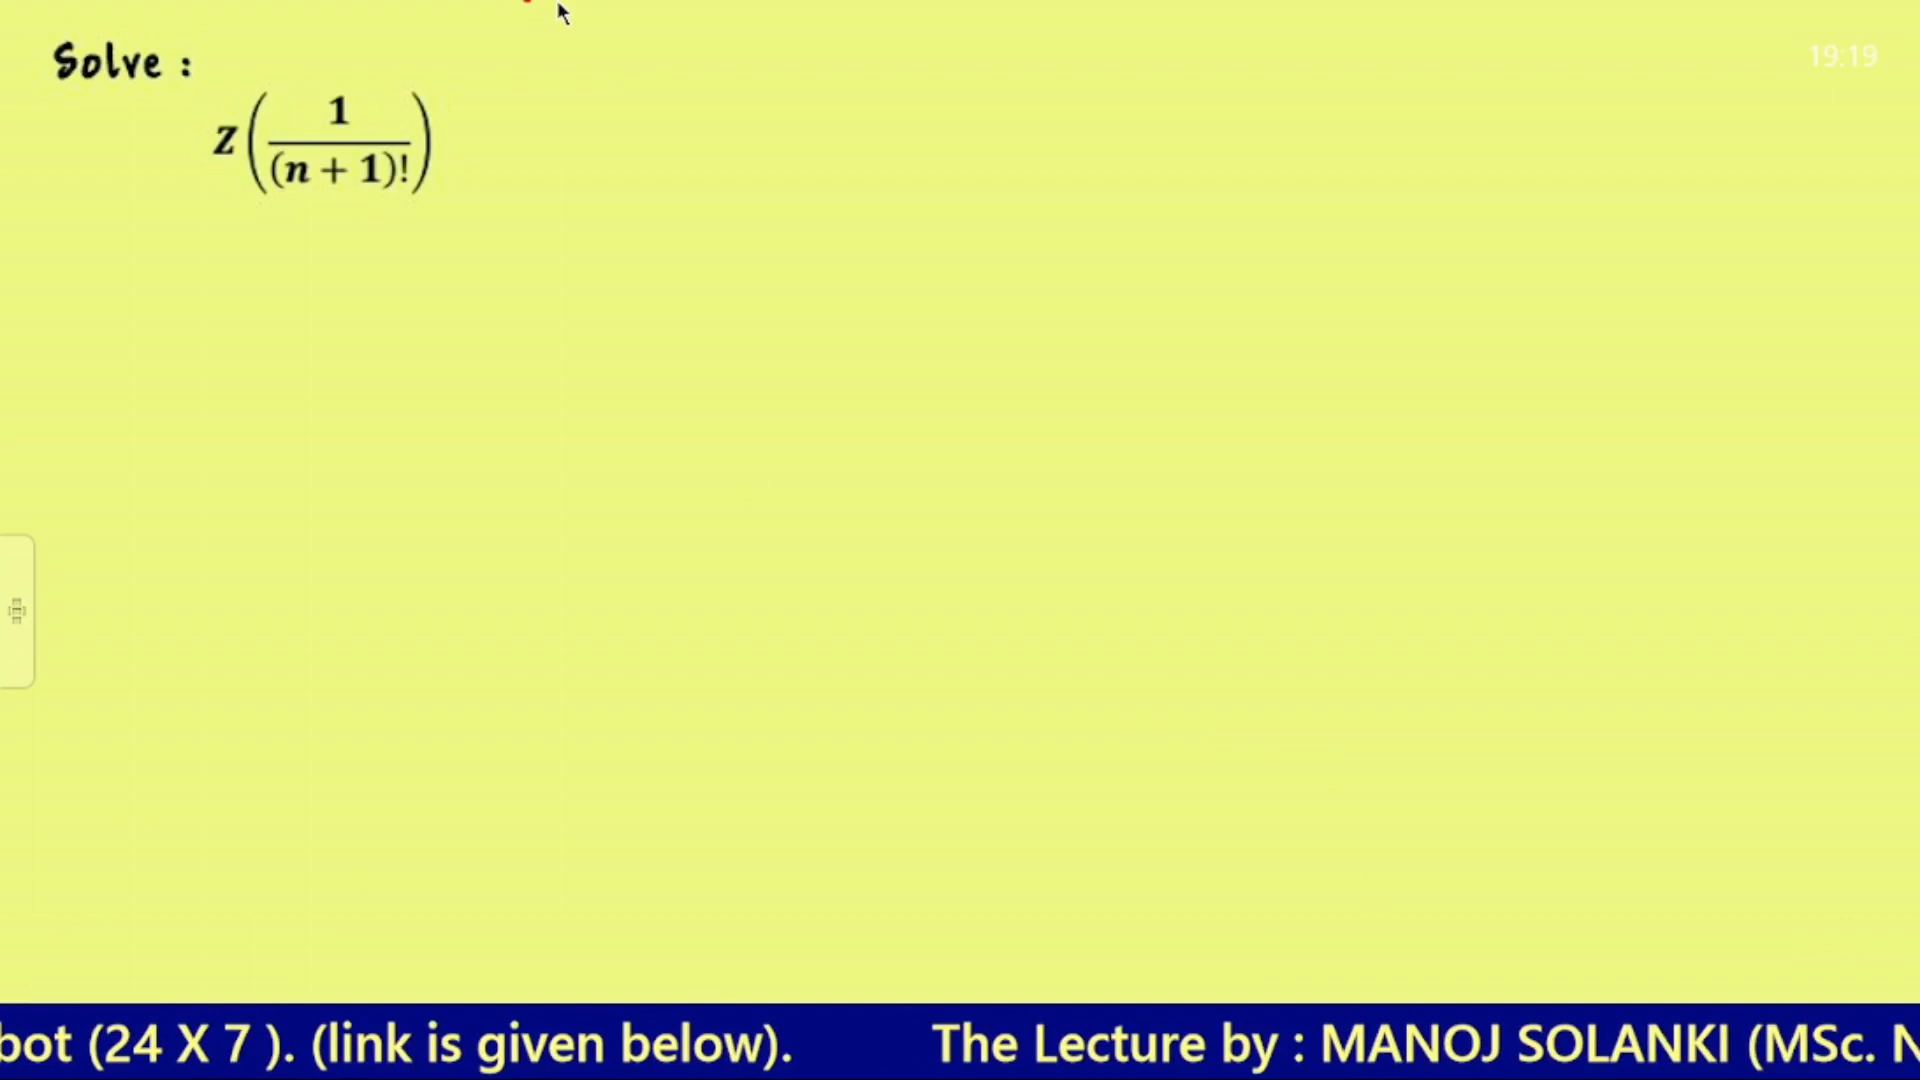 Solve :
19:19
Z(1/(n + 1)!)
bot (24 X 7 ). (link is given below). The Lecture by : MANOJ SOLANKI (MSc. N